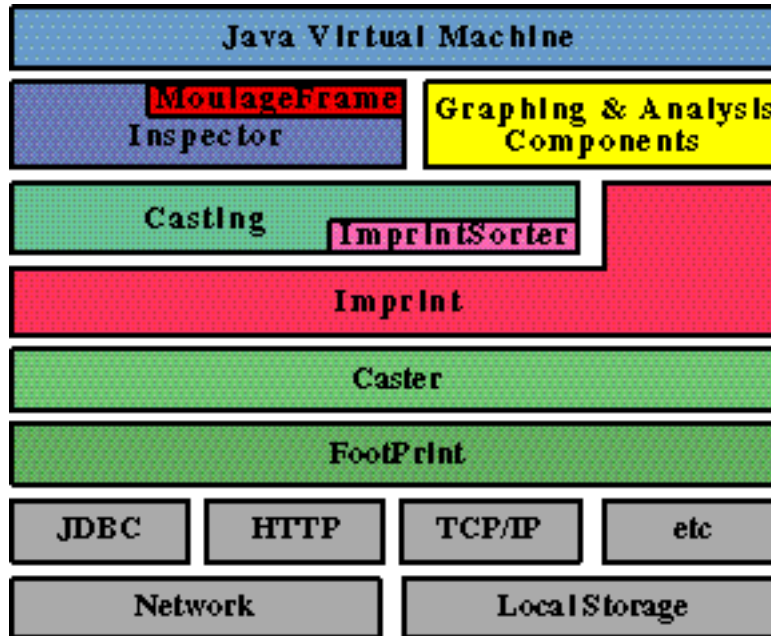 Java Virtual Machine
MoulageFrame
Inspector
Graphing & Analysis
Components
Casting
ImprintSorter
Imprint
Caster
FootPrint
JDBC
HTTP
TCP/IP
etc
Network
Local Storage